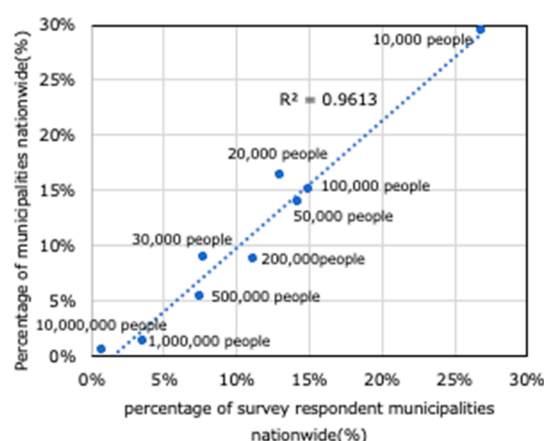 Percentage of municipalities nationwide(%)
30%
25%
20%
15%
10%
5%
0%
10,000 people
R² = 0.9613
20,000 people
100,000 people
50,000 people
30,000 people
200,000people
500,000 people
10,000,000 people
1,000,000 people
0%
5%
10%
15%
20%
25%
30%
percentage of survey respondent municipalities
nationwide(%)